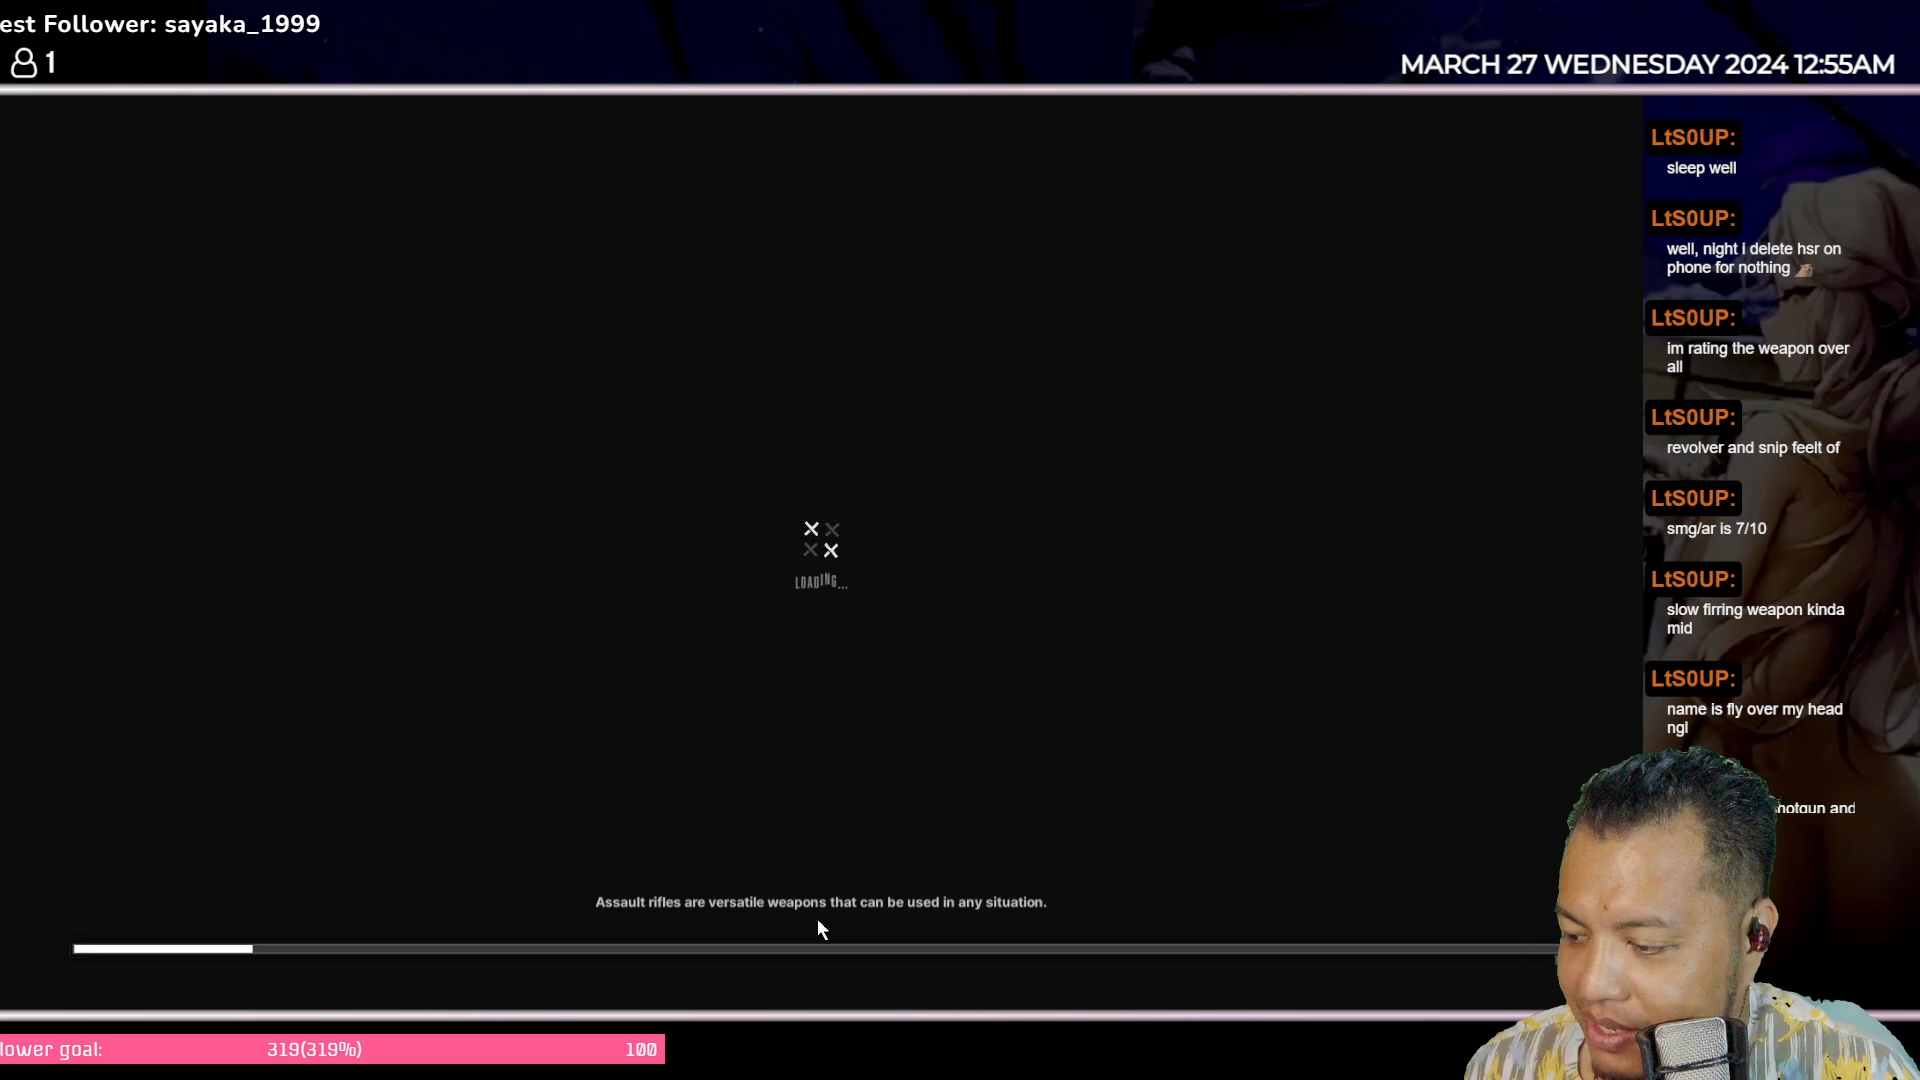 est Follower: sayaka_1999
1
MARCH 27 WEDNESDAY 2024 12:55AM
LtS0UP:
sleep well
LtS0UP:
well, night i delete hsr on
phone for nothing
LtS0UP:
im rating the weapon over
all
LtS0UP:
revolver and snip feelt of
LtS0UP:
smg/ar is 7/10
LtS0UP:
slow firring weapon kinda
mid
LtS0UP:
name is fly over my head
ngl
hotgun and
LOADING...
Assault rifles are versatile weapons that can be used in any situation.
lower goal: 319(319%) 100